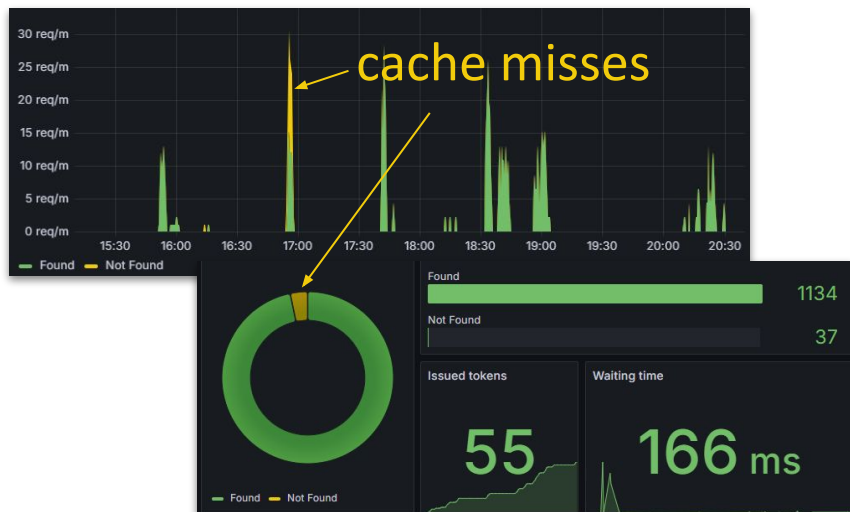 cache misses
30 req/m
25 req/m
20 req/m
15 req/m
10 req/m
5 req/m
0 req/m
15:30 16:00 16:30 17:00 17:30 18:00 18:30 19:00 19:30 20:00 20:30
Found Not Found
Found
1134
Not Found
37
Issued tokens
55
Waiting time
166 ms
Found Not Found